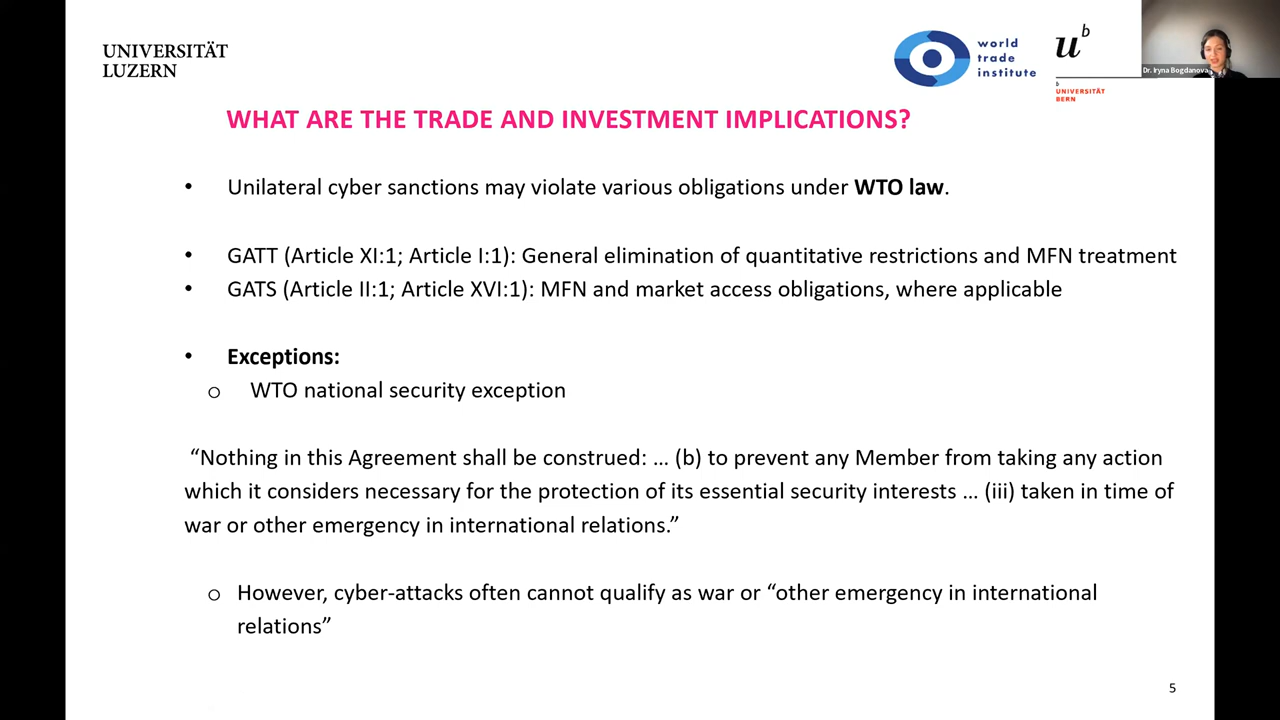 UNIVERSITÄT
LUZERN
world
trade
institute
u
b
b
UNIVERSITÄT
BERN
Dr. Iryna Bogdanova
WHAT ARE THE TRADE AND INVESTMENT IMPLICATIONS?
• Unilateral cyber sanctions may violate various obligations under WTO law.
• GATT (Article XI:1; Article I:1): General elimination of quantitative restrictions and MFN treatment
• GATS (Article II:1; Article XVI:1): MFN and market access obligations, where applicable
• Exceptions:
o WTO national security exception
“Nothing in this Agreement shall be construed: … (b) to prevent any Member from taking any action
which it considers necessary for the protection of its essential security interests … (iii) taken in time of
war or other emergency in international relations.”
o However, cyber-attacks often cannot qualify as war or “other emergency in international
relations”
5